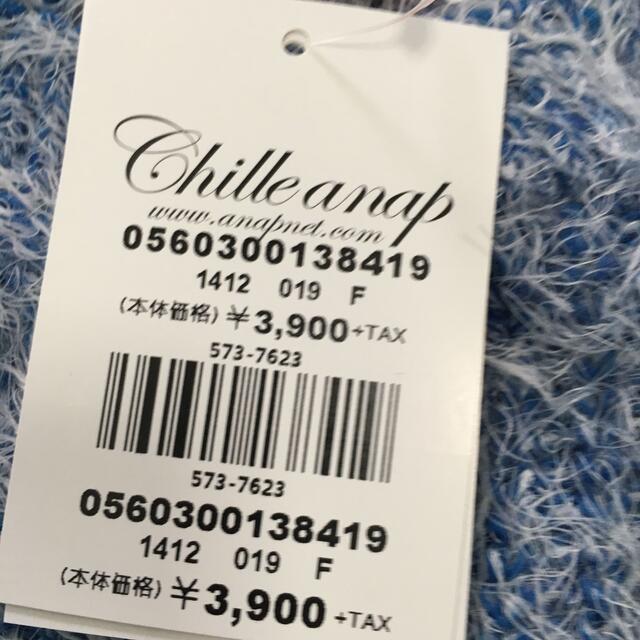 Chille anap
www.anapnet.com
0560300138419
1412 019 F
(本体価格) ¥3,900+TAX
573-7623
573-7623
0560300138419
1412 019 F
(本体価格) ¥3,900 +TAX